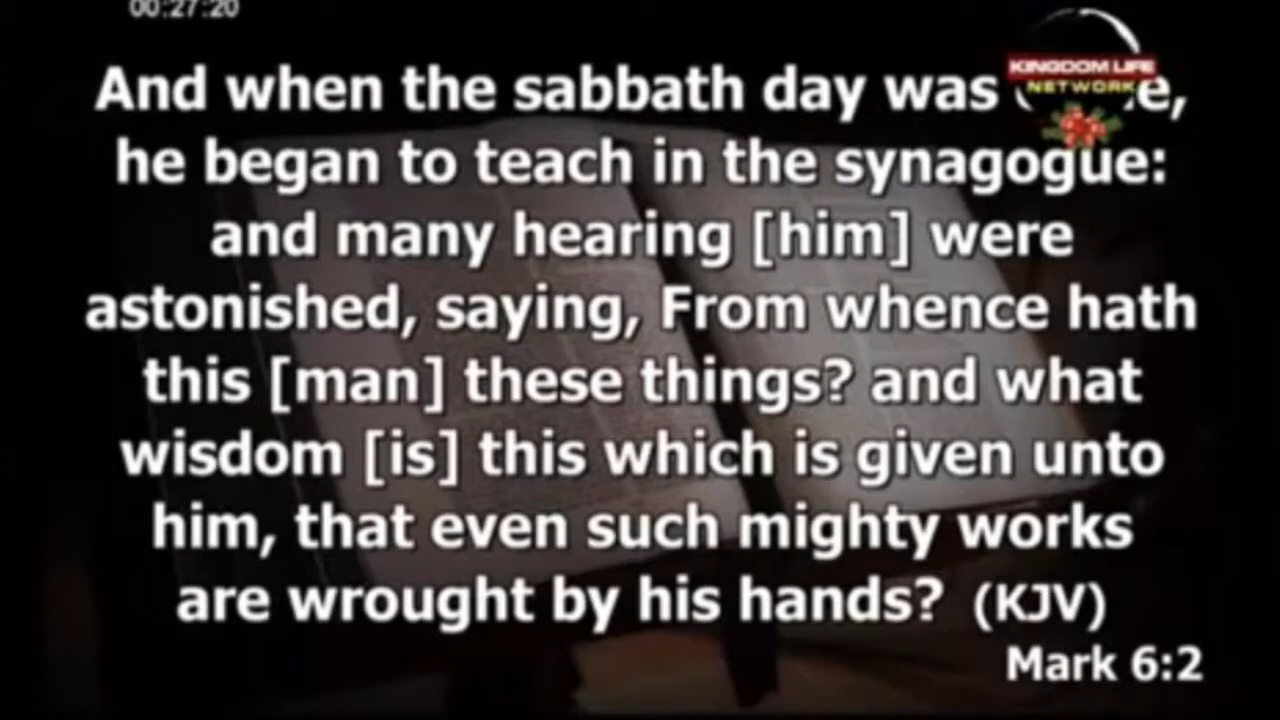 00:27:20
KINGDOM LIFE
NETWORK
And when the sabbath day was
he began to teach in the synagogue:
and many hearing [him] were
astonished, saying, From whence hath
this [man] these things? and what
wisdom [is] this which is given unto
him, that even such mighty works
are wrought by his hands? (KJV)
Mark 6:2